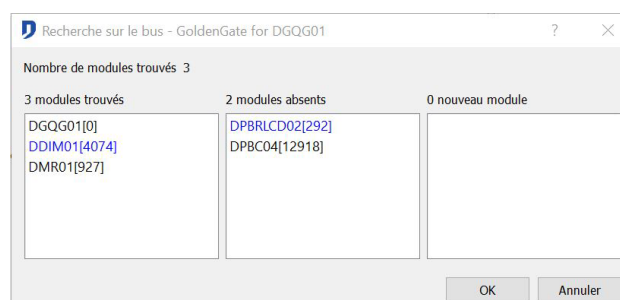 Recherche sur le bus - GoldenGate for DGQG01
Nombre de modules trouvés 3
3 modules trouvés
2 modules absents
0 nouveau module
DGQG01[0]
DDIM01[4074]
DMR01[927]
DPBRLCD02[292]
DPBC04[12918]
OK
Annuler